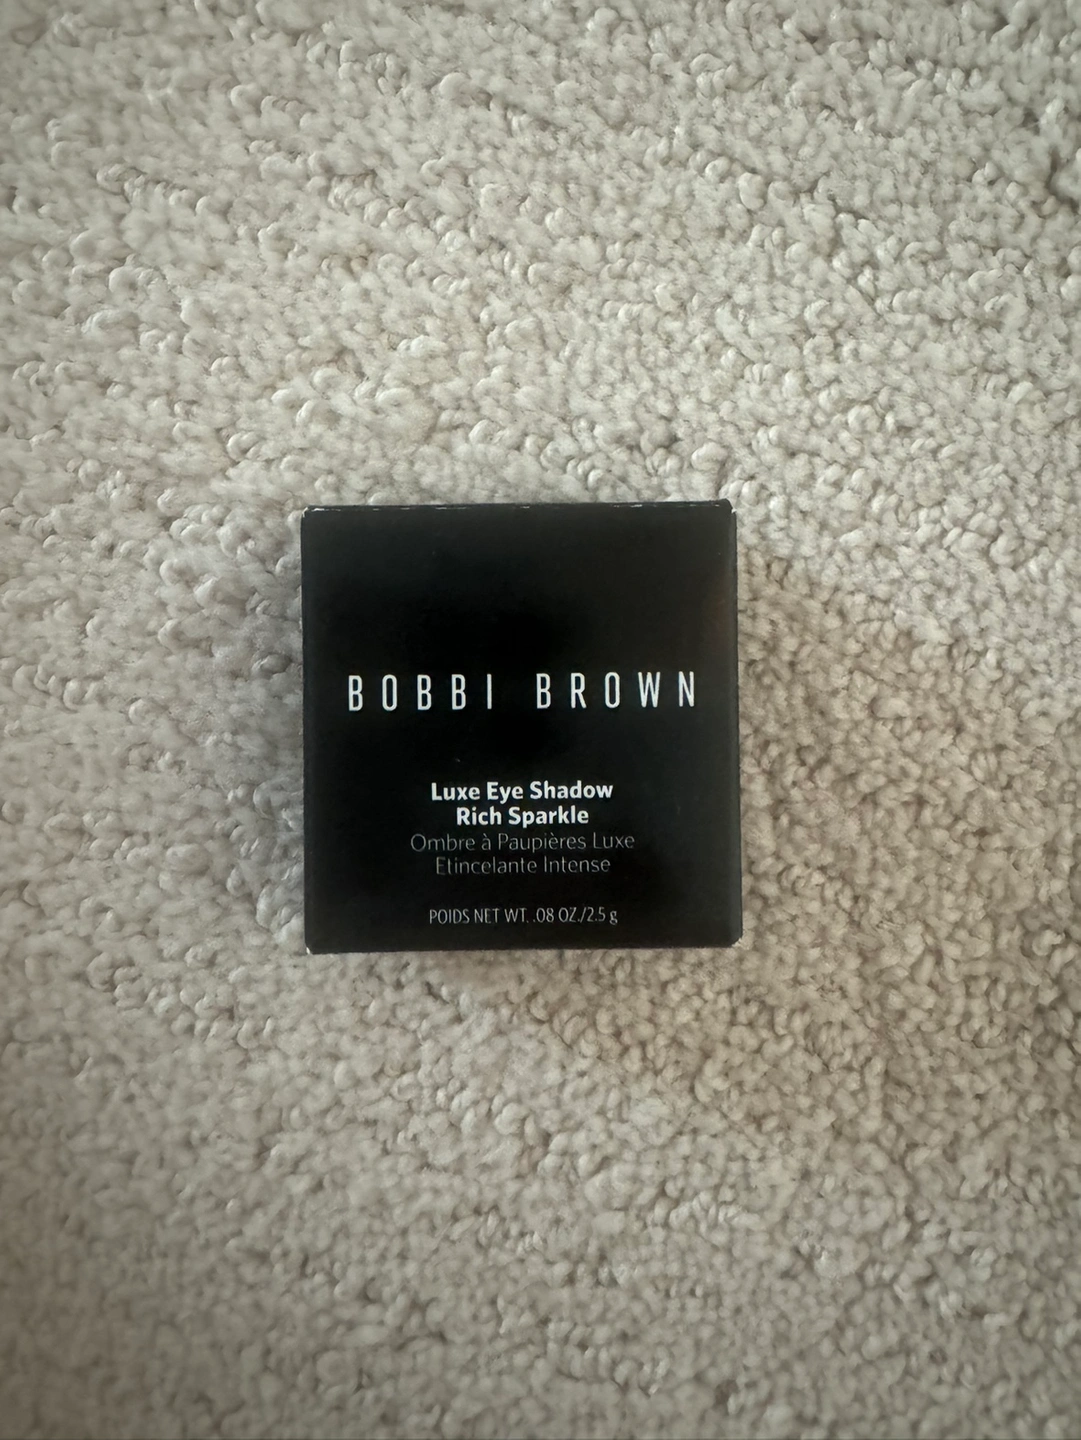 BOBBI BROWN
Luxe Eye Shadow
Rich Sparkle
Ombre à Paupières Luxe
Etincelante Intense
POIDS NET WT. .08 OZ./2.5 g